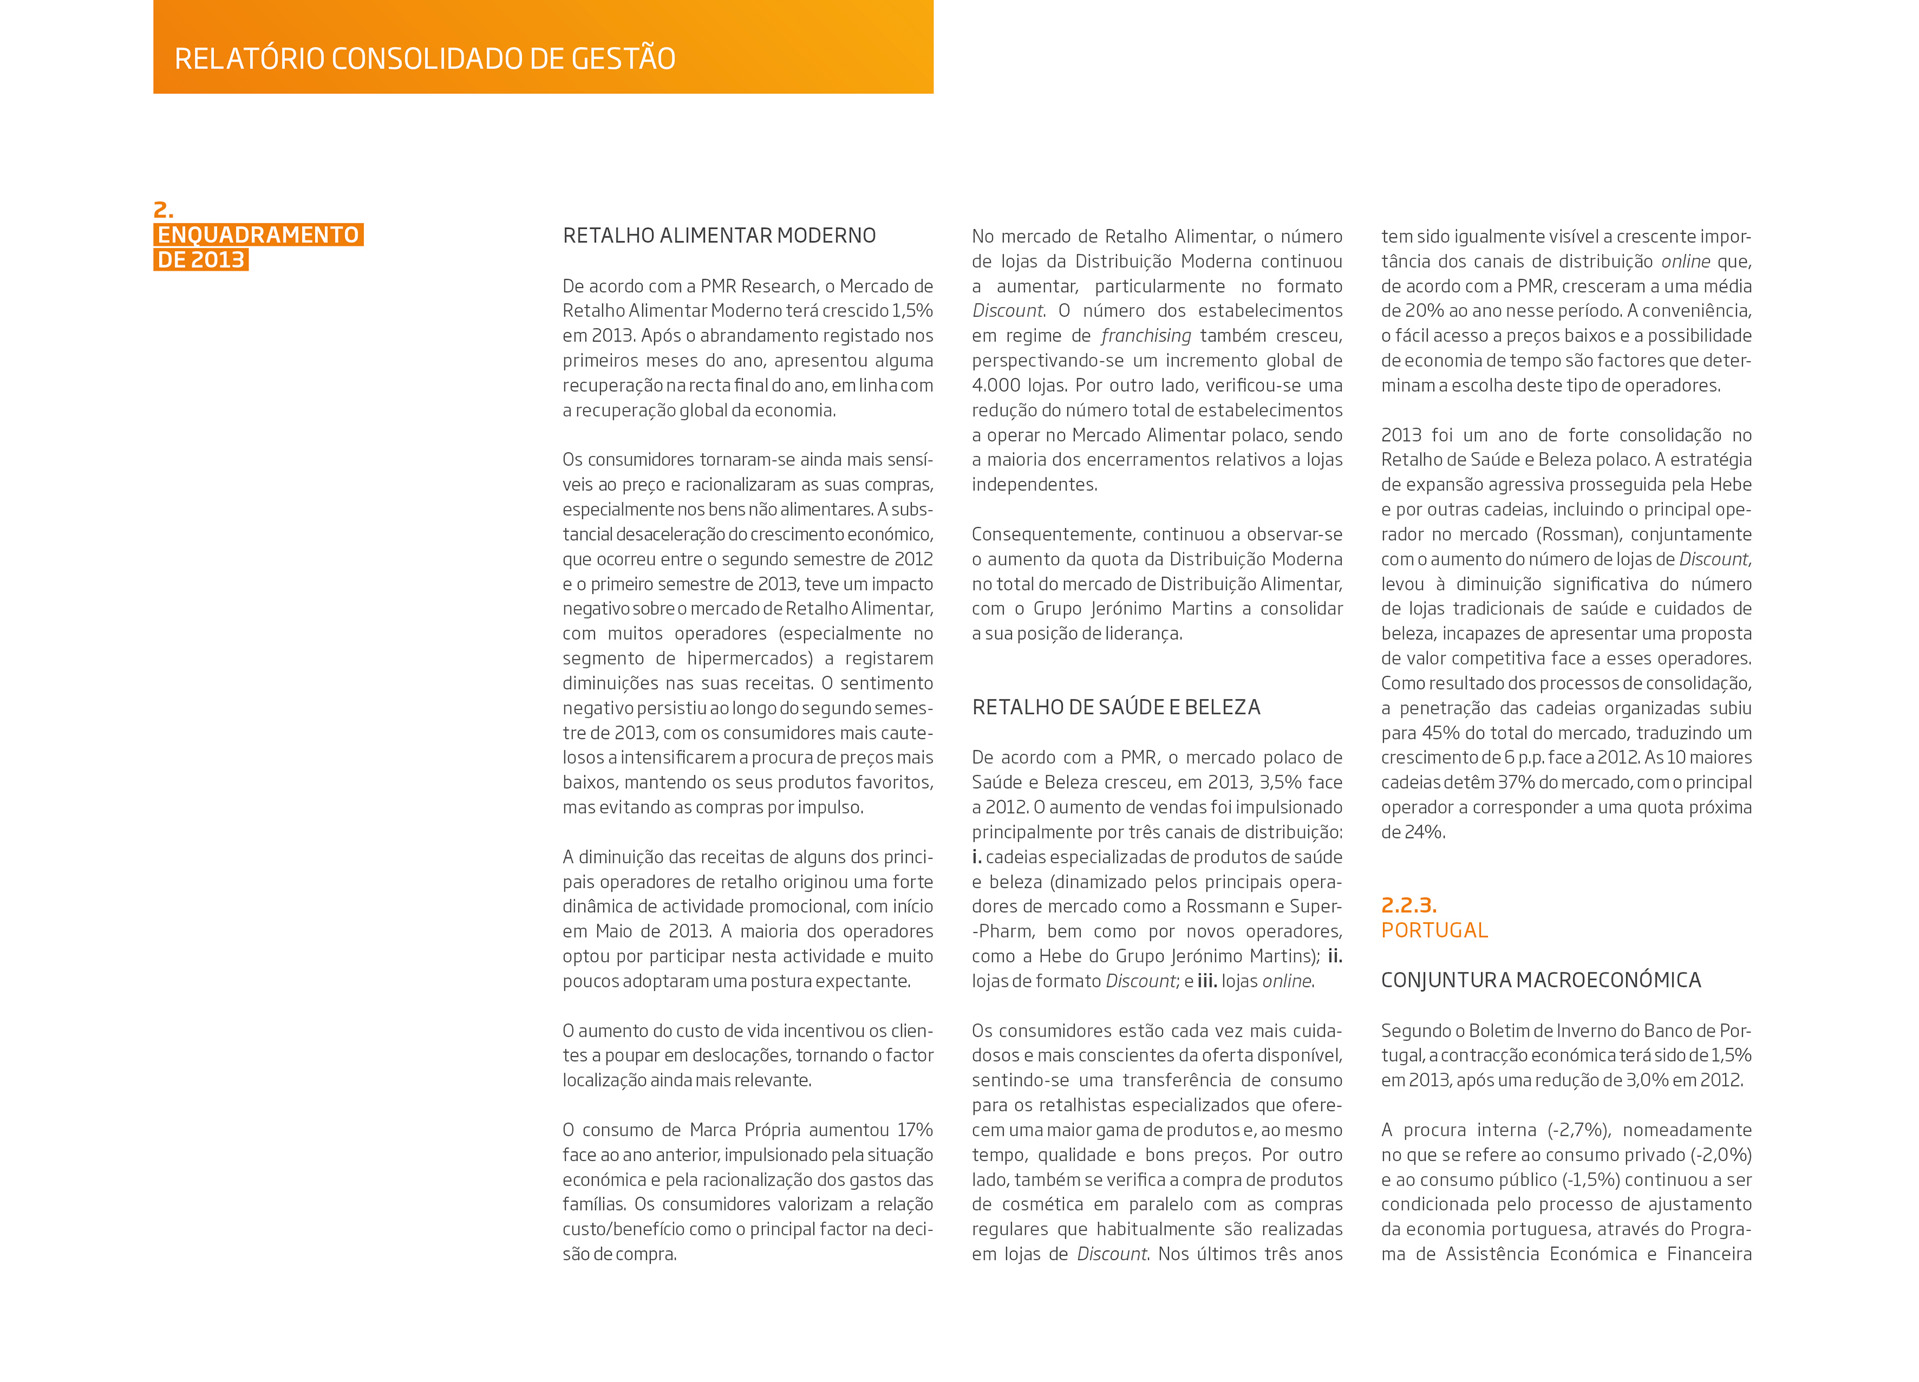 RELATÓRIO CONSOLIDADO DE GESTÃO
2.
ENQUADRAMENTO
DE 2013
RETALHO ALIMENTAR MODERNO
De acordo com a PMR Research, o Mercado de
Retalho Alimentar Moderno terá crescido 1,5%
em 2013. Após o abrandamento registado nos
primeiros meses do ano, apresentou alguma
recuperação na recta final do ano, em linha com
a recuperação global da economia.
Os consumidores tornaram-se ainda mais sensí-
veis ao preço e racionalizaram as suas compras,
especialmente nos bens não alimentares. A subs-
tancial desaceleração do crescimento económico,
que ocorreu entre o segundo semestre de 2012
e o primeiro semestre de 2013, teve um impacto
negativo sobre o mercado de Retalho Alimentar,
com muitos operadores (especialmente no
segmento de hipermercados) a registarem
diminuições nas suas receitas. O sentimento
negativo persistiu ao longo do segundo semes-
tre de 2013, com os consumidores mais caute-
losos a intensificarem a procura de preços mais
baixos, mantendo os seus produtos favoritos,
mas evitando as compras por impulso.
A diminuição das receitas de alguns dos princi-
pais operadores de retalho originou uma forte
dinâmica de actividade promocional, com início
em Maio de 2013. A maioria dos operadores
optou por participar nesta actividade e muito
poucos adoptaram uma postura expectante.
O aumento do custo de vida incentivou os clien-
tes a poupar em deslocações, tornando o factor
localização ainda mais relevante.
O consumo de Marca Própria aumentou 17%
face ao ano anterior, impulsionado pela situação
económica e pela racionalização dos gastos das
famílias. Os consumidores valorizam a relação
custo/benefício como o principal factor na deci-
são de compra.
No mercado de Retalho Alimentar, o número
de lojas da Distribuição Moderna continuou
a aumentar, particularmente no formato
Discount. O número dos estabelecimentos
em regime de franchising também cresceu,
perspectivando-se um incremento global de
4.000 lojas. Por outro lado, verificou-se uma
redução do número total de estabelecimentos
a operar no Mercado Alimentar polaco, sendo
a maioria dos encerramentos relativos a lojas
independentes.
Consequentemente, continuou a observar-se
o aumento da quota da Distribuição Moderna
no total do mercado de Distribuição Alimentar,
com o Grupo Jerónimo Martins a consolidar
a sua posição de liderança.
RETALHO DE SAÚDE E BELEZA
De acordo com a PMR, o mercado polaco de
Saúde e Beleza cresceu, em 2013, 3,5% face
a 2012. O aumento de vendas foi impulsionado
principalmente por três canais de distribuição:
i. cadeias especializadas de produtos de saúde
e beleza (dinamizado pelos principais opera-
dores de mercado como a Rossmann e Super-
-Pharm, bem como por novos operadores,
como a Hebe do Grupo Jerónimo Martins); ii.
lojas de formato Discount; e iii. lojas online.
Os consumidores estão cada vez mais cuida-
dosos e mais conscientes da oferta disponível,
sentindo-se uma transferência de consumo
para os retalhistas especializados que ofere-
cem uma maior gama de produtos e, ao mesmo
tempo, qualidade e bons preços. Por outro
lado, também se verifica a compra de produtos
de cosmética em paralelo com as compras
regulares que habitualmente são realizadas
em lojas de Discount. Nos últimos três anos
tem sido igualmente visível a crescente impor-
tância dos canais de distribuição online que,
de acordo com a PMR, cresceram a uma média
de 20% ao ano nesse período. A conveniência,
o fácil acesso a preços baixos e a possibilidade
de economia de tempo são factores que deter-
minam a escolha deste tipo de operadores.
2013 foi um ano de forte consolidação no
Retalho de Saúde e Beleza polaco. A estratégia
de expansão agressiva prosseguida pela Hebe
e por outras cadeias, incluindo o principal ope-
rador no mercado (Rossman), conjuntamente
com o aumento do número de lojas de Discount,
levou à diminuição significativa do número
de lojas tradicionais de saúde e cuidados de
beleza, incapazes de apresentar uma proposta
de valor competitiva face a esses operadores.
Como resultado dos processos de consolidação,
a penetração das cadeias organizadas subiu
para 45% do total do mercado, traduzindo um
crescimento de 6 p.p. face a 2012. As 10 maiores
cadeias detêm 37% do mercado, com o principal
operador a corresponder a uma quota próxima
de 24%.
2.2.3.
PORTUGAL
CONJUNTURA MACROECONÓMICA
Segundo o Boletim de Inverno do Banco de Por-
tugal, a contracção económica terá sido de 1,5%
em 2013, após uma redução de 3,0% em 2012.
A procura interna (-2,7%), nomeadamente
no que se refere ao consumo privado (-2,0%)
e ao consumo público (-1,5%) continuou a ser
condicionada pelo processo de ajustamento
da economia portuguesa, através do Progra-
ma de Assistência Económica e Financeira